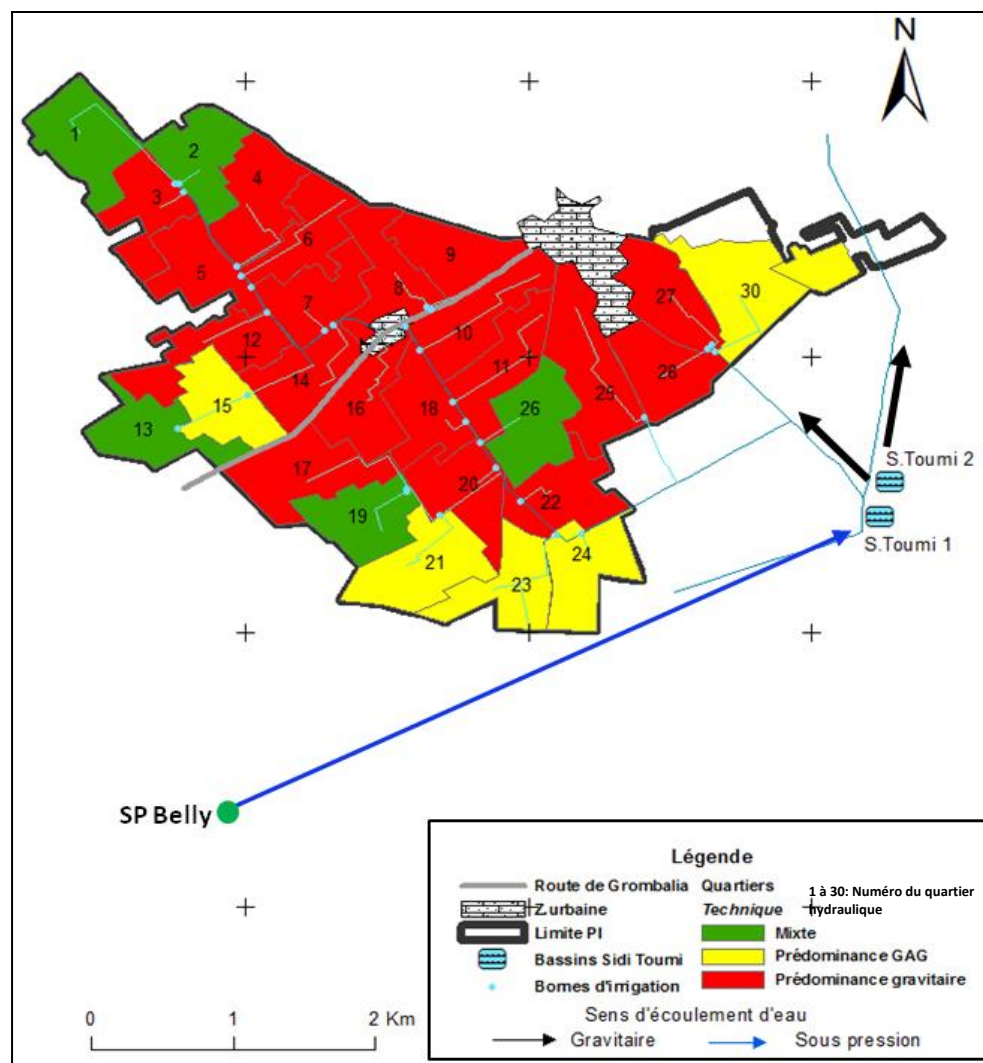 N
1
2
3
4
5
6
7
8
9
10
11
12
13
14
15
16
17
18
19
20
21
22
23
24
25
26
27
26
30
S.Toumi 2
S.Toumi 1
SP Belly
Légende
Route de Grombalia
Z.urbaine
Limite PI
Bassins Sidi Toumi
Bornes d'irrigation
Quartiers
Technique
1 à 30: Numéro du quartier
hydraulique
Mixte
Prédominance GAG
Prédominance gravitaire
Sens d'écoulement d'eau
Gravitaire
Sous pression
0 1 2 Km